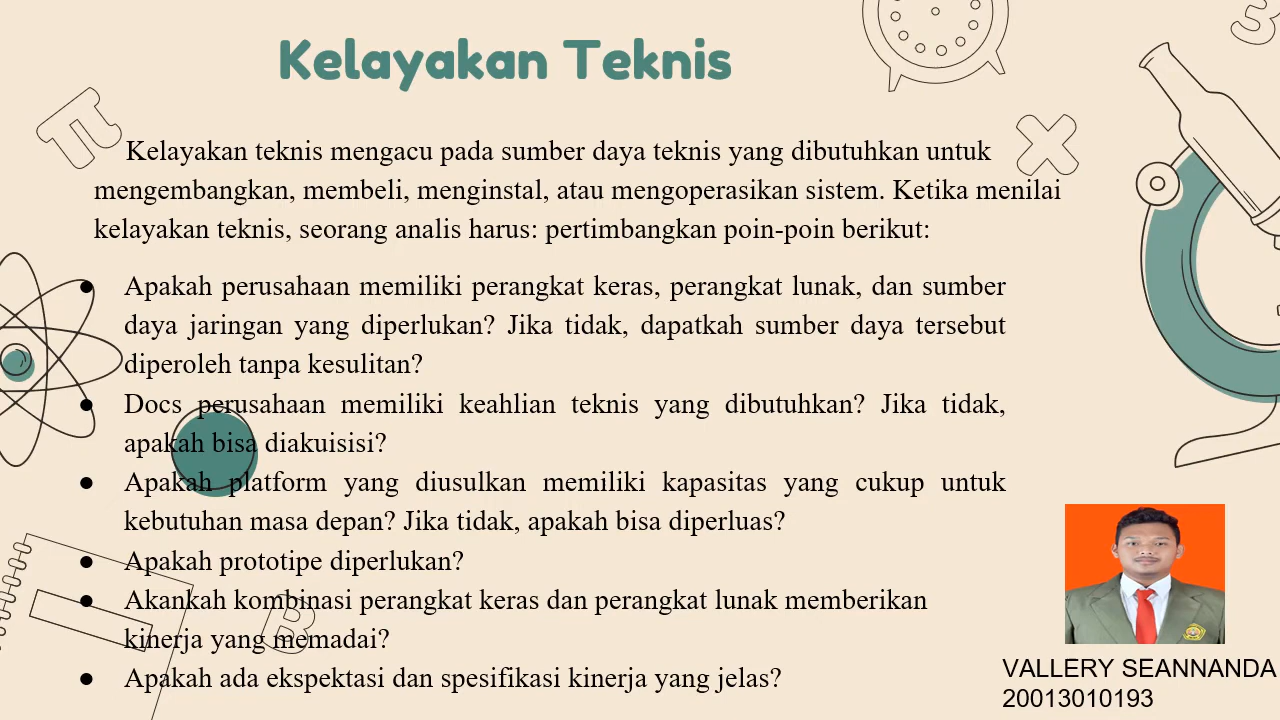 Kelayakan Teknis
Kelayakan teknis mengacu pada sumber daya teknis yang dibutuhkan untuk
mengembangkan, membeli, menginstal, atau mengoperasikan sistem. Ketika menilai
kelayakan teknis, seorang analis harus: pertimbangkan poin-poin berikut:
● Apakah perusahaan memiliki perangkat keras, perangkat lunak, dan sumber
daya jaringan yang diperlukan? Jika tidak, dapatkah sumber daya tersebut
diperoleh tanpa kesulitan?
● Docs perusahaan memiliki keahlian teknis yang dibutuhkan? Jika tidak,
apakah bisa diakuisisi?
● Apakah platform yang diusulkan memiliki kapasitas yang cukup untuk
kebutuhan masa depan? Jika tidak, apakah bisa diperluas?
● Apakah prototipe diperlukan?
● Akankah kombinasi perangkat keras dan perangkat lunak memberikan
kinerja yang memadai?
● Apakah ada ekspektasi dan spesifikasi kinerja yang jelas?
VALLERY SEANNANDA
20013010193